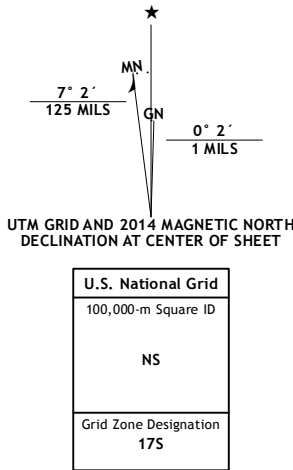 MN
7° 2´
125 MILS
GN
0° 2´
1 MILS
UTM GRID AND 2014 MAGNETIC NORTH
DECLINATION AT CENTER OF SHEET
U.S. National Grid
100,000-m Square ID
NS
Grid Zone Designation
17S